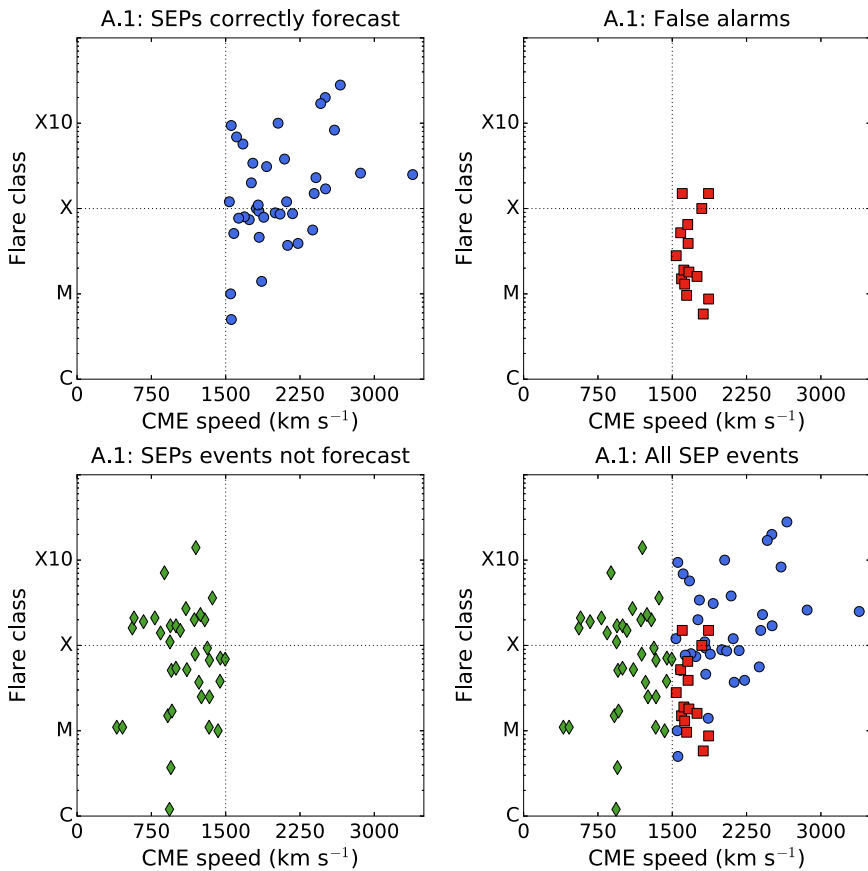 A.1: SEPs correctly forecast
Flare class
X10
X
M
C
0 750 1500 2250 3000
CME speed (km s⁻¹)
A.1: False alarms
Flare class
X10
X
M
C
0 750 1500 2250 3000
CME speed (km s⁻¹)
A.1: SEPs events not forecast
Flare class
X10
X
M
C
0 750 1500 2250 3000
CME speed (km s⁻¹)
A.1: All SEP events
Flare class
X10
X
M
C
0 750 1500 2250 3000
CME speed (km s⁻¹)